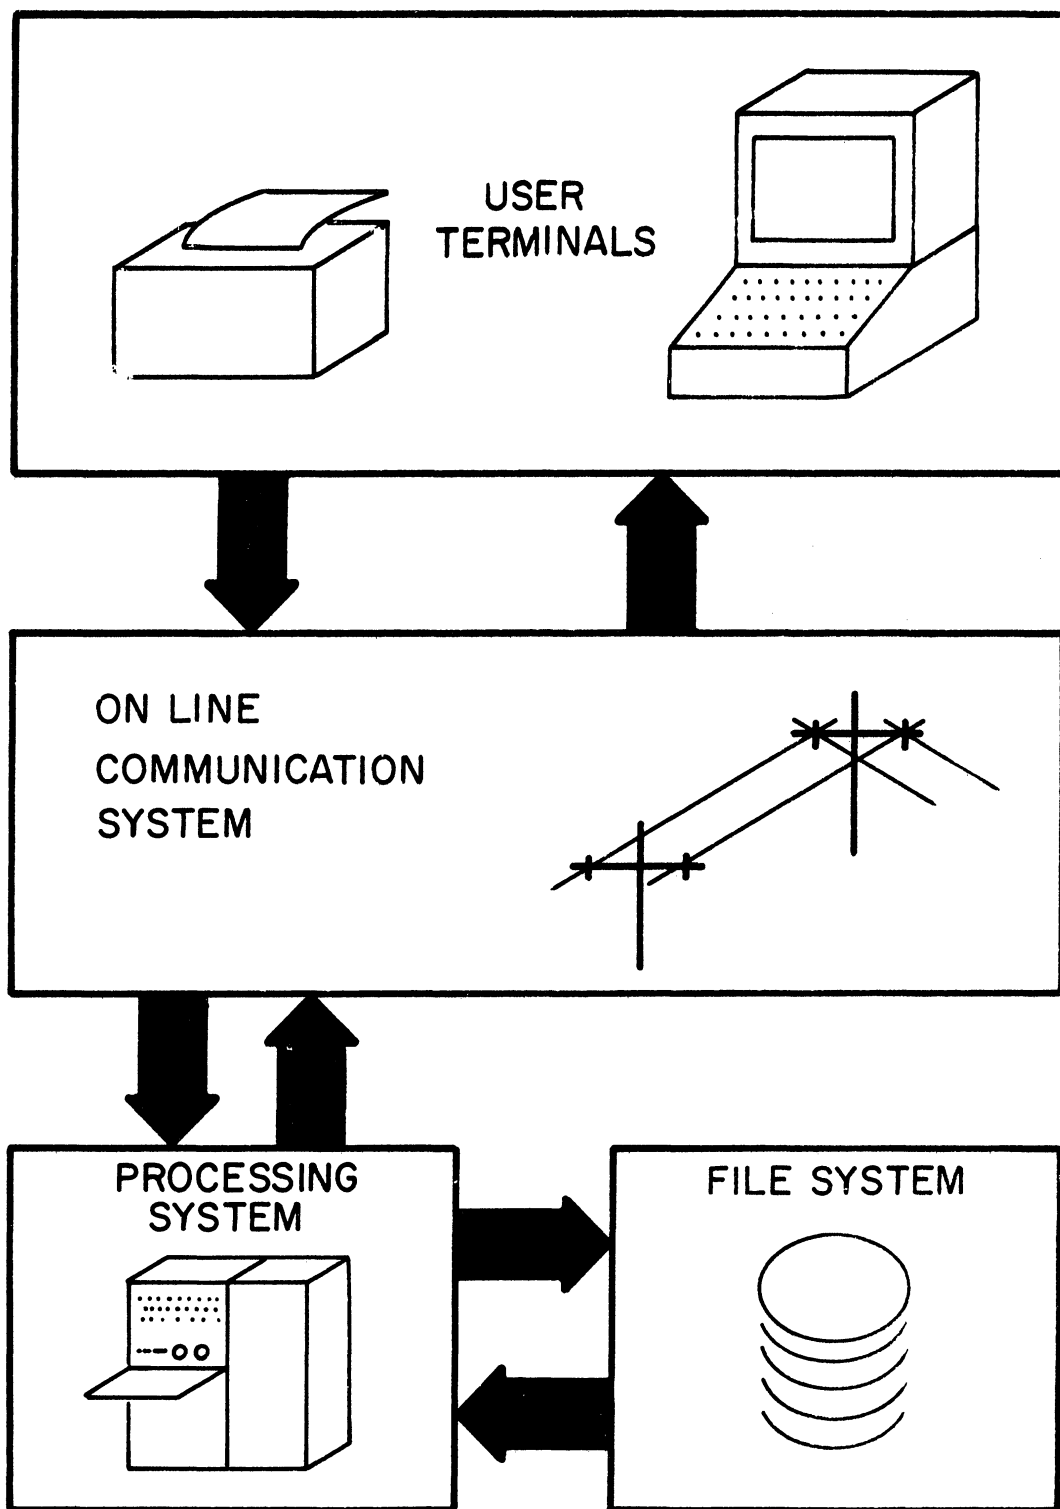 USER
TERMINALS
ON LINE
COMMUNICATION
SYSTEM
PROCESSING
SYSTEM
FILE SYSTEM